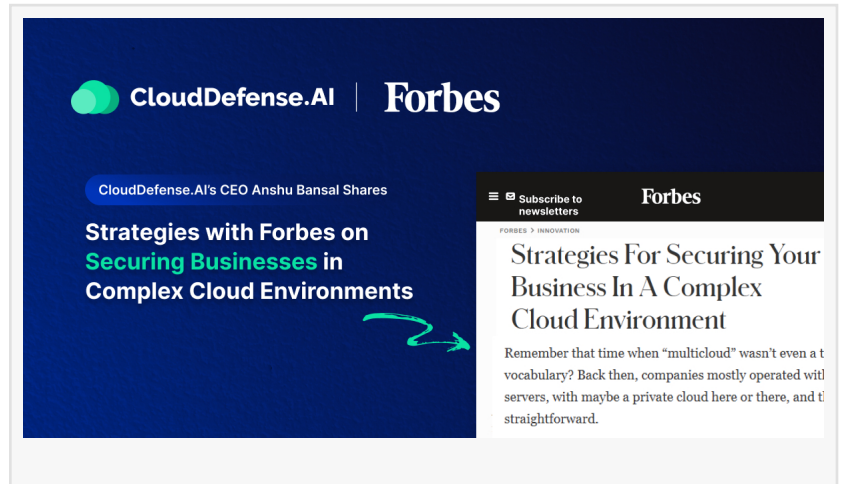 CloudDefense.AI
Forbes
CloudDefense.AI's CEO Anshu Bansal Shares
Strategies with Forbes on
Securing Businesses in
Complex Cloud Environments
Subscribe to
newsletters
Forbes
FORBES > INNOVATION
Strategies For Securing Your
Business In A Complex
Cloud Environment
Remember that time when “multicloud” wasn’t even a t
vocabulary? Back then, companies mostly operated with
servers, with maybe a private cloud here or there, and th
straightforward.